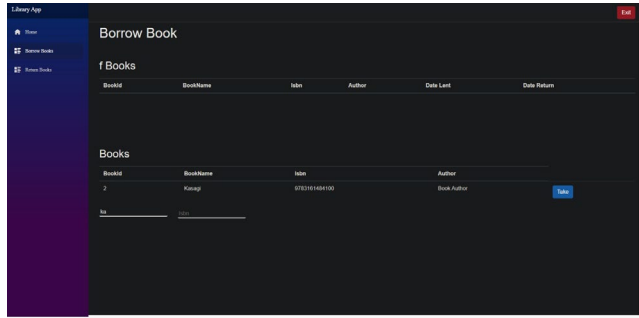 Library App
Exit
Home
Borrow Books
Return Books
Borrow Book
f Books
BookId BookName Isbn Author Date Lent Date Return
Books
BookId BookName Isbn Author
2 Kasagi 9783161484100 Book Author Take
ka Isbn